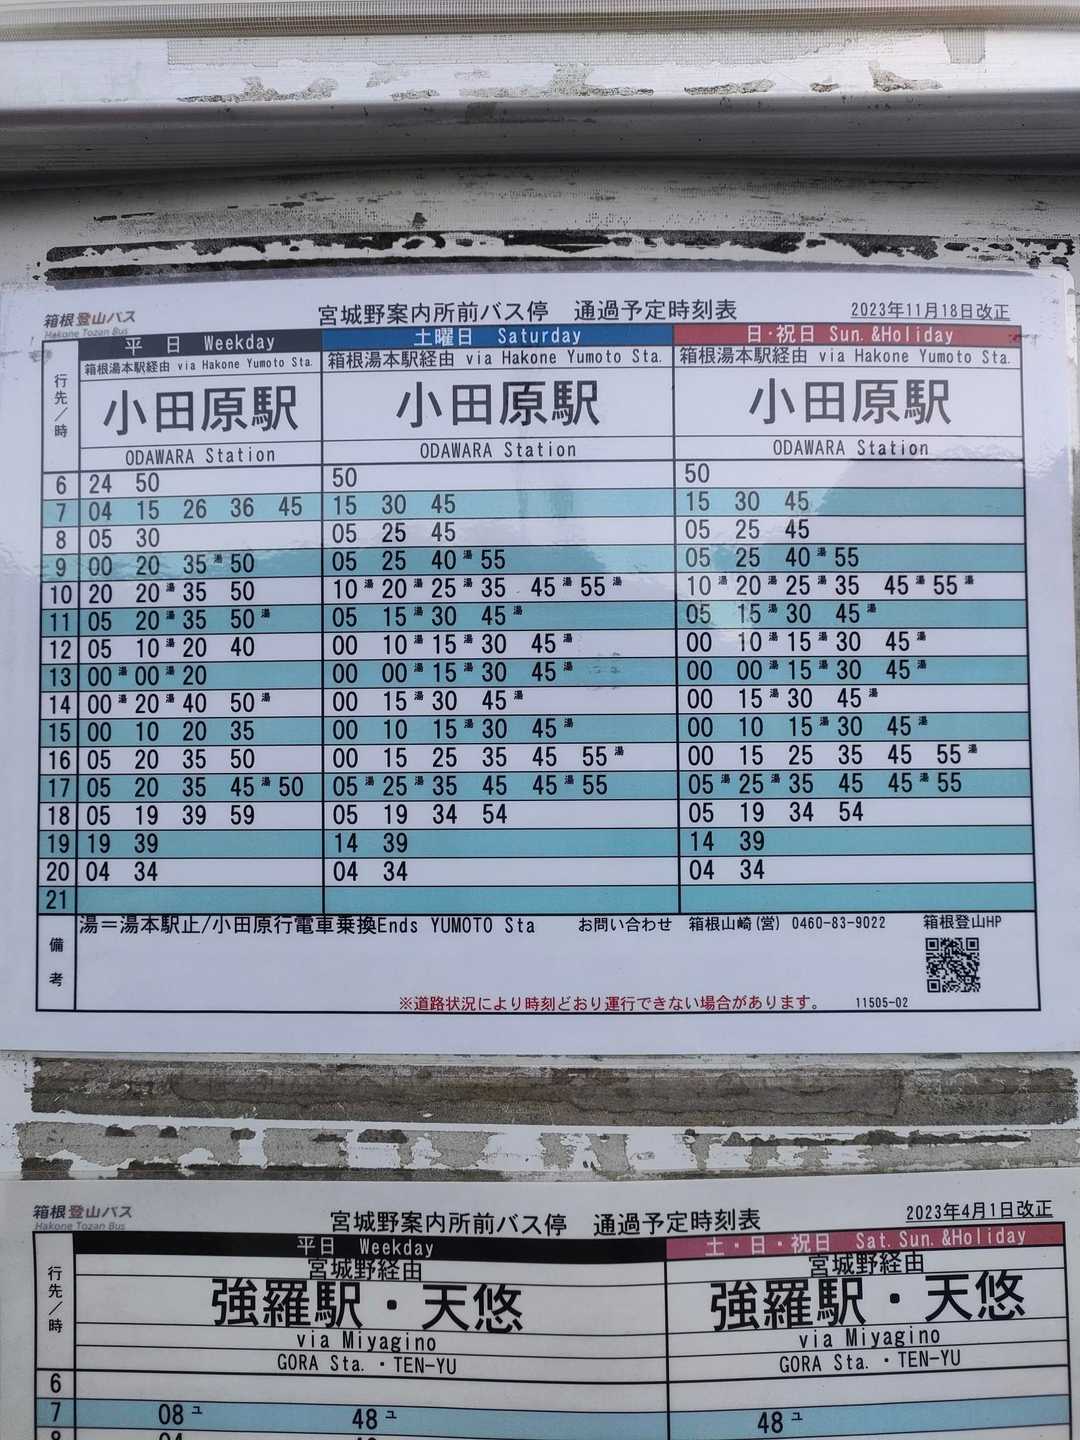 箱根登山バス
Hakone Tozan Bus
宮城野案内所前バス停 通過予定時刻表
2023年11月18日改正
行先/時
平 日 Weekday
土曜日 Saturday
日・祝日 Sun.&Holiday
箱根湯本駅経由 via Hakone Yumoto Sta.
箱根湯本駅経由 via Hakone Yumoto Sta.
箱根湯本駅経由 via Hakone Yumoto Sta.
小田原駅
小田原駅
小田原駅
ODAWARA Station
ODAWARA Station
ODAWARA Station
6 24 50 50 50
7 04 15 26 36 45 15 30 45 15 30 45
8 05 30 05 25 45 05 25 45
9 00 20 35湯 50 05 25 40湯 55 05 25 40湯 55
10 20 20湯 35 50 10湯 20湯 25湯 35 45湯 55湯 10湯 20湯 25湯 35 45湯 55湯
11 05 20湯 35 50湯 05 15湯 30 45湯 05 15湯 30 45湯
12 05 10湯 20 40 00 10湯 15湯 30 45湯 00 10湯 15湯 30 45湯
13 00湯 00湯 20 00 00湯 15湯 30 45湯 00 00湯 15湯 30 45湯
14 00湯 20湯 40 50湯 00 15湯 30 45湯 00 15湯 30 45湯
15 00 10 20 35 00 10 15湯 30 45湯 00 10 15湯 30 45湯
16 05 20 35 50 00 15 25 35 45 55湯 00 15 25 35 45 55湯
17 05 20 35 45湯 50 05湯 25湯 35 45 45湯 55 05湯 25湯 35 45 45湯 55
18 05 19 39 59 05 19 34 54 05 19 34 54
19 19 39 14 39 14 39
20 04 34 04 34 04 34
21
備考
湯=湯本駅止/小田原行電車乗換Ends YUMOTO Sta お問い合わせ 箱根山崎(営) 0460-83-9022 箱根登山HP
※道路状況により時刻どおり運行できない場合があります。 11505-02
箱根登山バス
Hakone Tozan Bus
宮城野案内所前バス停 通過予定時刻表
2023年4月1日改正
行先/時
平日 Weekday
土・日・祝日 Sat.Sun.&Holiday
宮城野経由
宮城野経由
強羅駅・天悠
強羅駅・天悠
via Miyagino
via Miyagino
GORA Sta.・TEN-YU
GORA Sta.・TEN-YU
6
7 08ユ 48ユ 48ユ